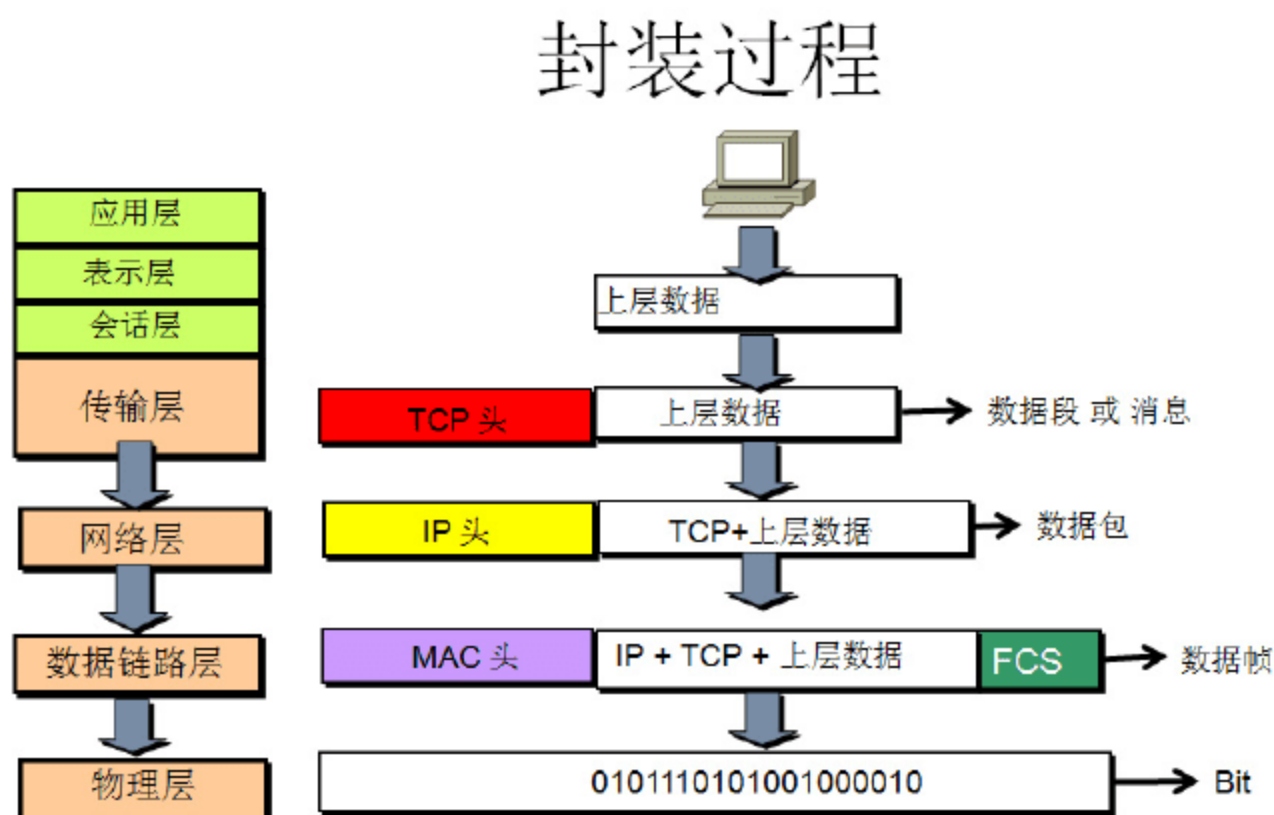 封装过程
应用层
表示层
会话层
上层数据
传输层
TCP 头
上层数据
数据段 或 消息
网络层
IP 头
TCP+上层数据
数据包
数据链路层
MAC 头
IP + TCP + 上层数据
FCS
数据帧
物理层
0101110101001000010
Bit